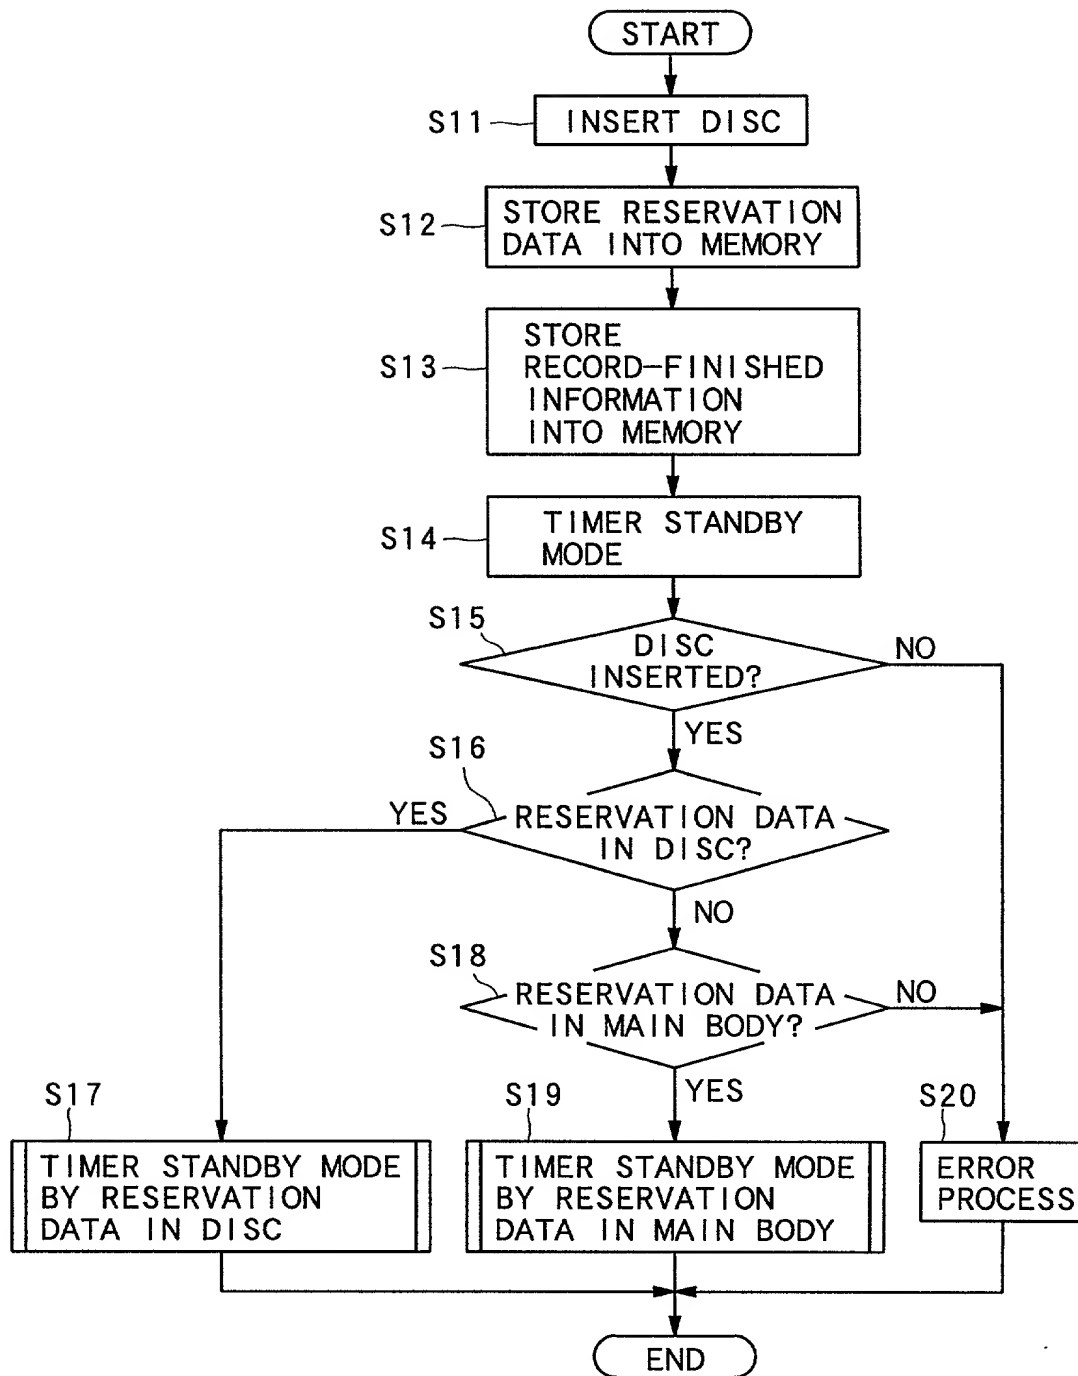 START
S11
INSERT DISC
S12
STORE RESERVATION
DATA INTO MEMORY
S13
STORE
RECORD-FINISHED
INFORMATION
INTO MEMORY
S14
TIMER STANDBY
MODE
S15
DISC
INSERTED?
NO
YES
S16
YES
RESERVATION DATA
IN DISC?
NO
S18
RESERVATION DATA
IN MAIN BODY?
NO
YES
S17
TIMER STANDBY MODE
BY RESERVATION
DATA IN DISC
S19
TIMER STANDBY MODE
BY RESERVATION
DATA IN MAIN BODY
S20
ERROR
PROCESS
END